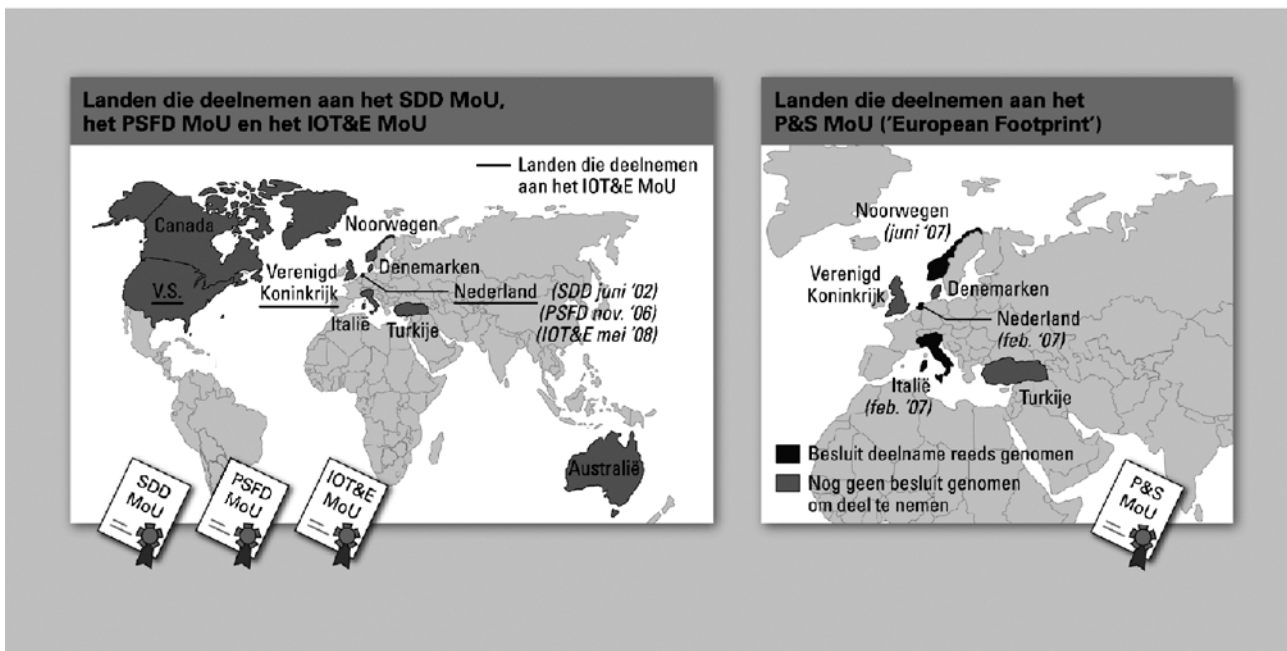 Landen die deelnemen aan het SDD MoU,
het PSFD MoU en het IOT&E MoU
Landen die deelnemen
aan het IOT&E MoU
Canada
Noorwegen
V.S.
Verenigd
Koninkrijk
Denemarken
Nederland
(SDD juni '02)
(PSFD nov. '06)
(IOT&E mei '08)
Italië
Turkije
Australië
SDD
MoU
PSFD
MoU
IOT&E
MoU
Landen die deelnemen aan het
P&S MoU ('European Footprint')
Noorwegen
(juni '07)
Verenigd
Koninkrijk
Denemarken
Nederland
(feb. '07)
Italië
(feb. '07)
Turkije
Besluit deelname reeds genomen
Nog geen besluit genomen
om deel te nemen
P&S
MoU